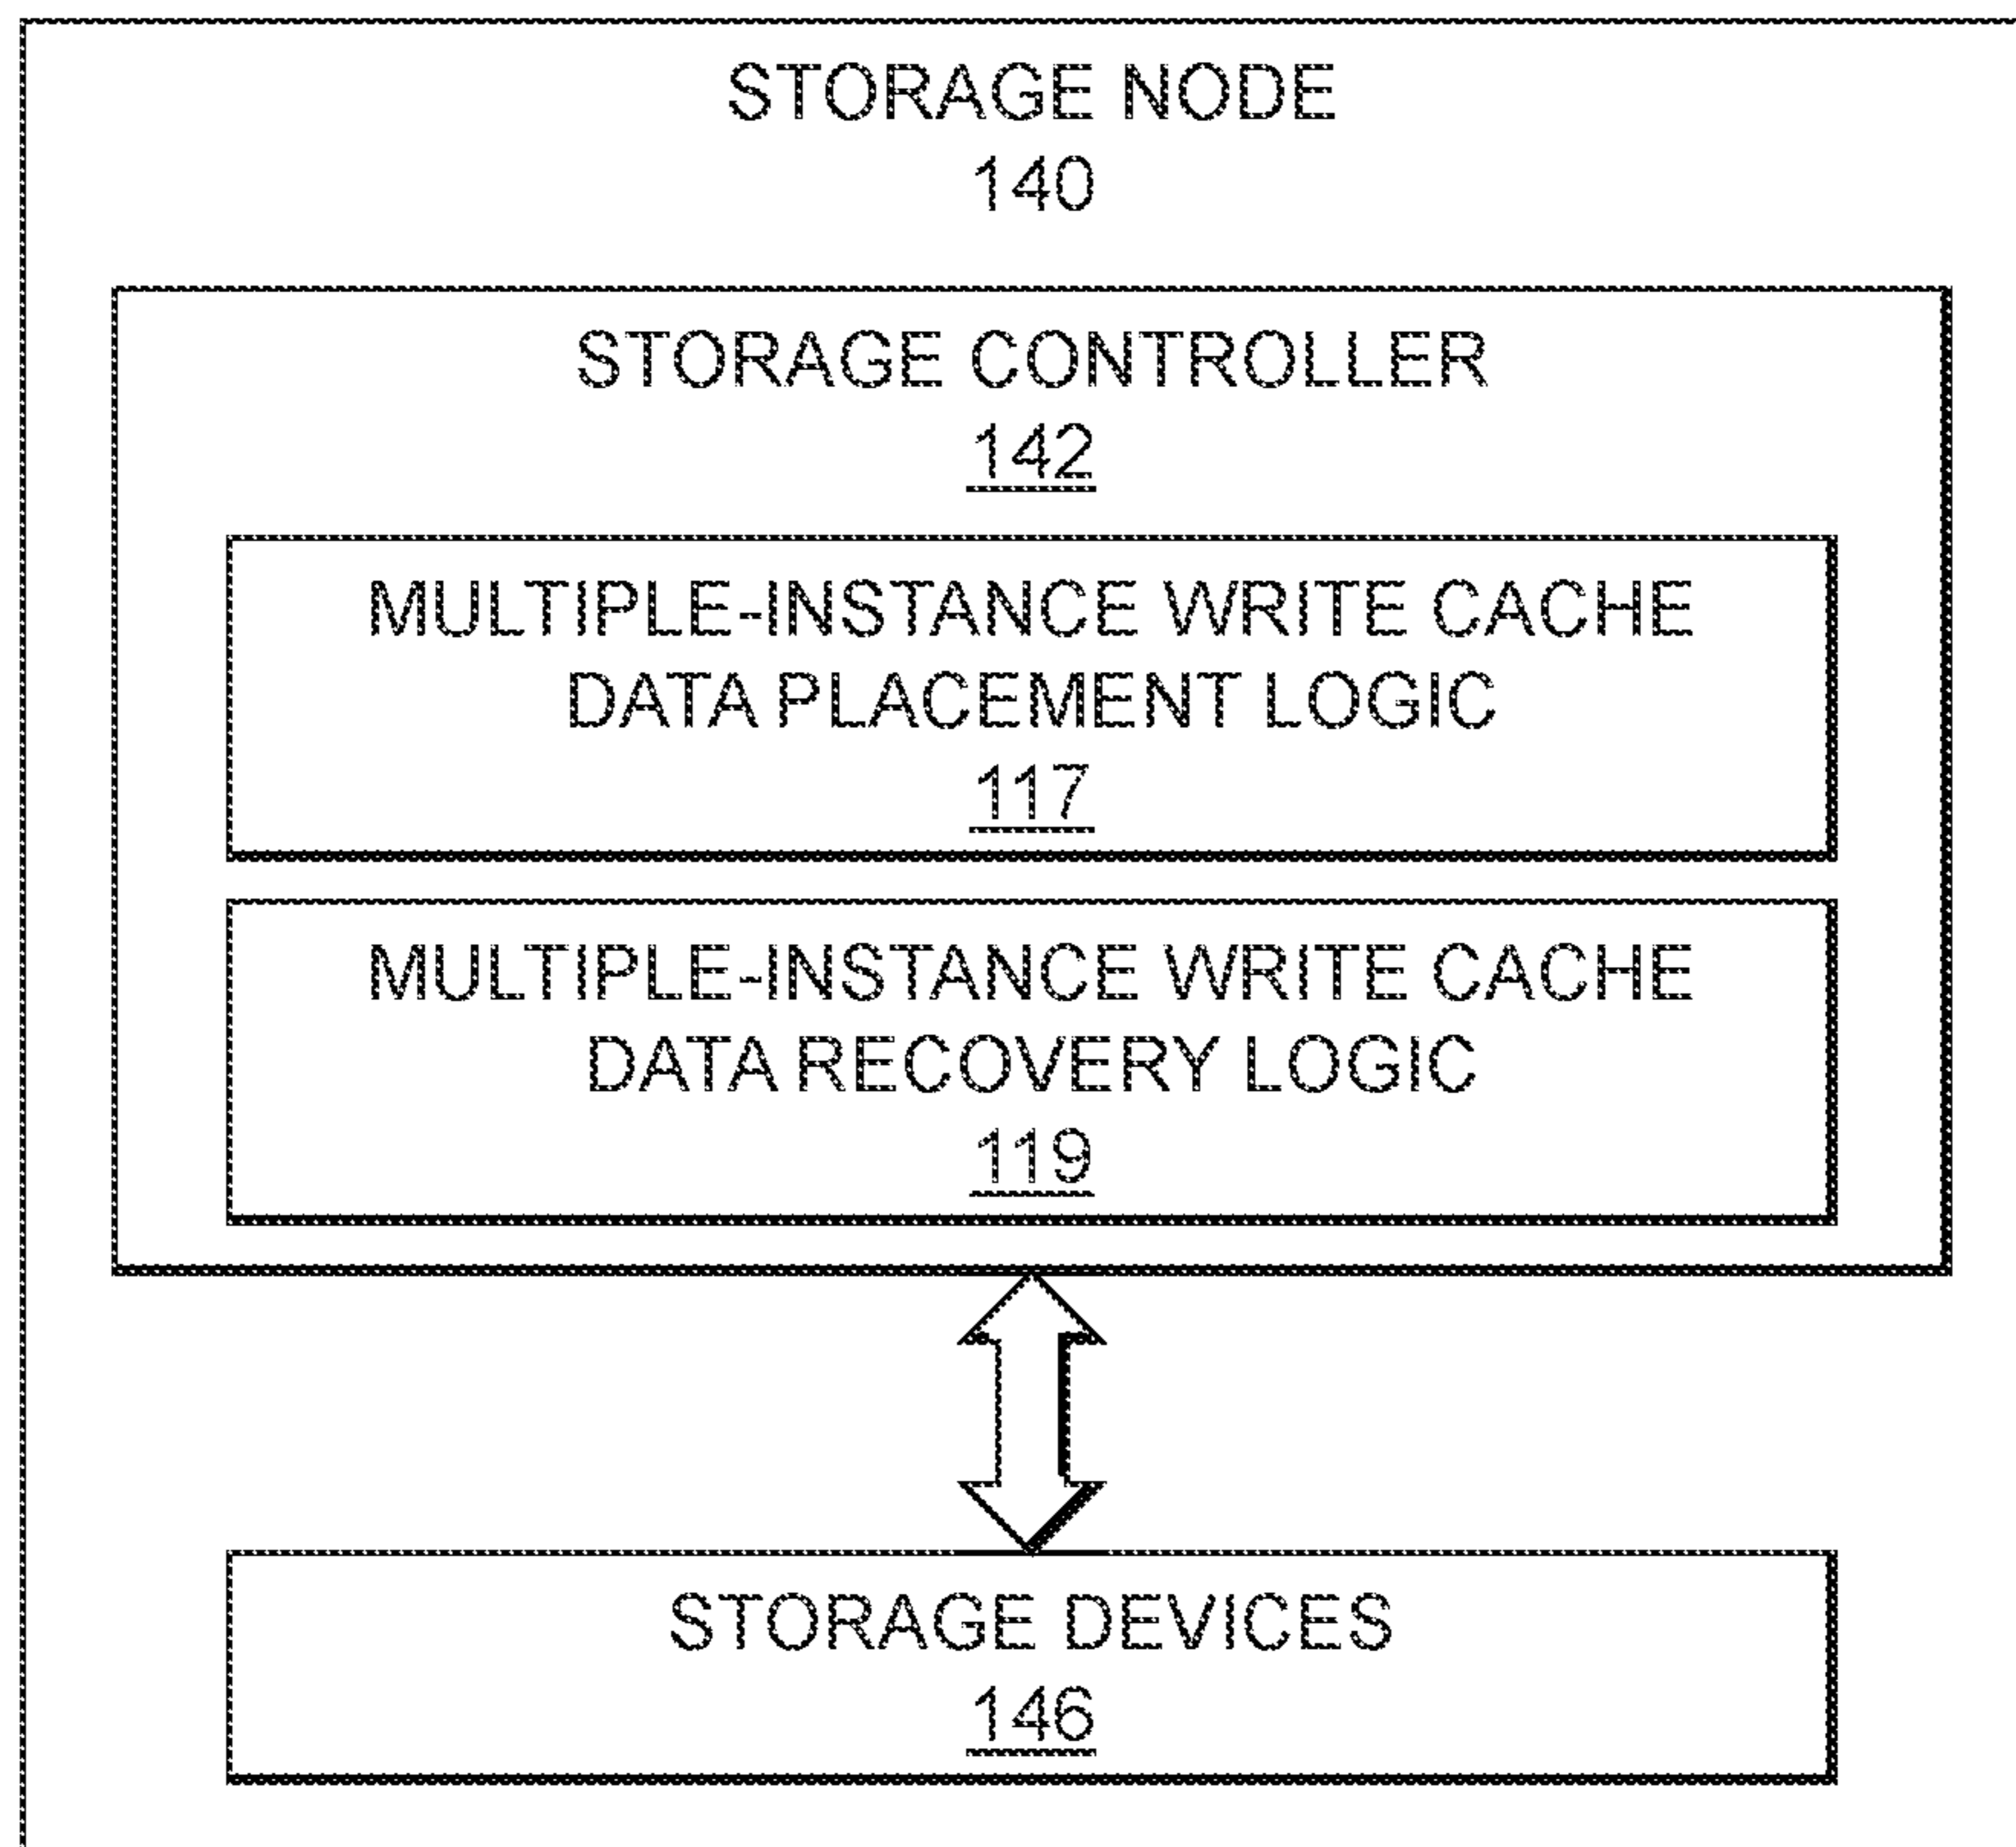 STORAGE NODE
140
STORAGE CONTROLLER
142
MULTIPLE-INSTANCE WRITE CACHE
DATA PLACEMENT LOGIC
117
MULTIPLE-INSTANCE WRITE CACHE
DATA RECOVERY LOGIC
119
STORAGE DEVICES
146